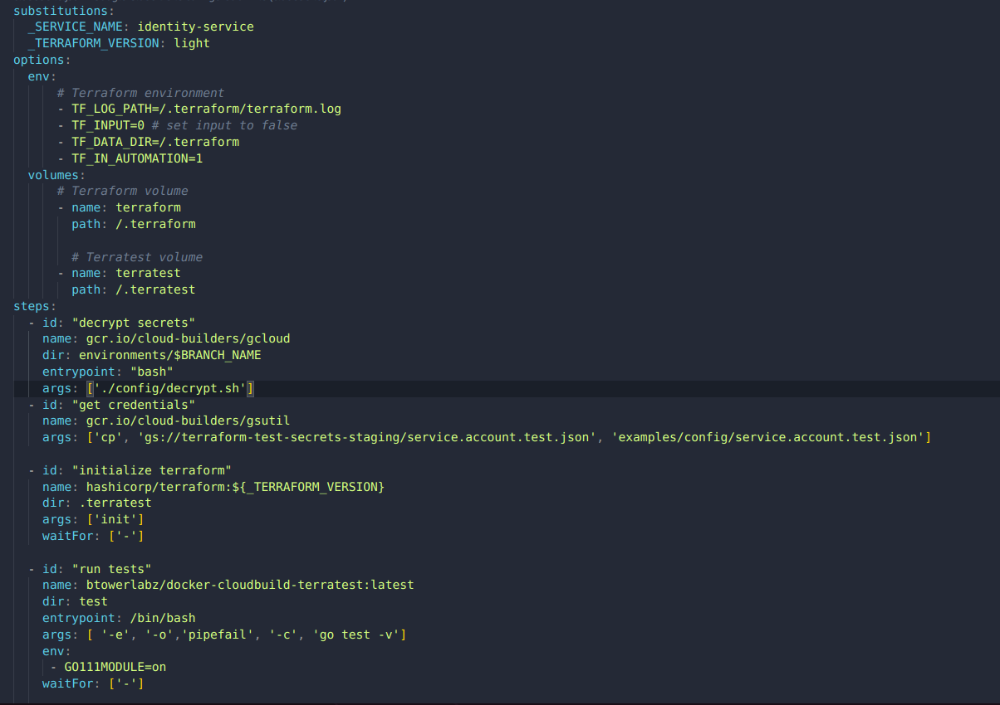 substitutions:
  _SERVICE_NAME: identity-service
  _TERRAFORM_VERSION: light
options:
  env:
      # Terraform environment
      - TF_LOG_PATH=/.terraform/terraform.log
      - TF_INPUT=0 # set input to false
      - TF_DATA_DIR=/.terraform
      - TF_IN_AUTOMATION=1
  volumes:
      # Terraform volume
      - name: terraform
        path: /.terraform

        # Terratest volume
      - name: terratest
        path: /.terratest
steps:
  - id: "decrypt secrets"
    name: gcr.io/cloud-builders/gcloud
    dir: environments/$BRANCH_NAME
    entrypoint: "bash"
    args: ['./config/decrypt.sh']
  - id: "get credentials"
    name: gcr.io/cloud-builders/gsutil
    args: ['cp', 'gs://terraform-test-secrets-staging/service.account.test.json', 'examples/config/service.account.test.json']

  - id: "initialize terraform"
    name: hashicorp/terraform:${_TERRAFORM_VERSION}
    dir: .terratest
    args: ['init']
    waitFor: ['-']

  - id: "run tests"
    name: btowerlabz/docker-cloudbuild-terratest:latest
    dir: test
    entrypoint: /bin/bash
    args: [ '-e', '-o','pipefail', '-c', 'go test -v']
    env:
     - GO111MODULE=on
    waitFor: ['-']